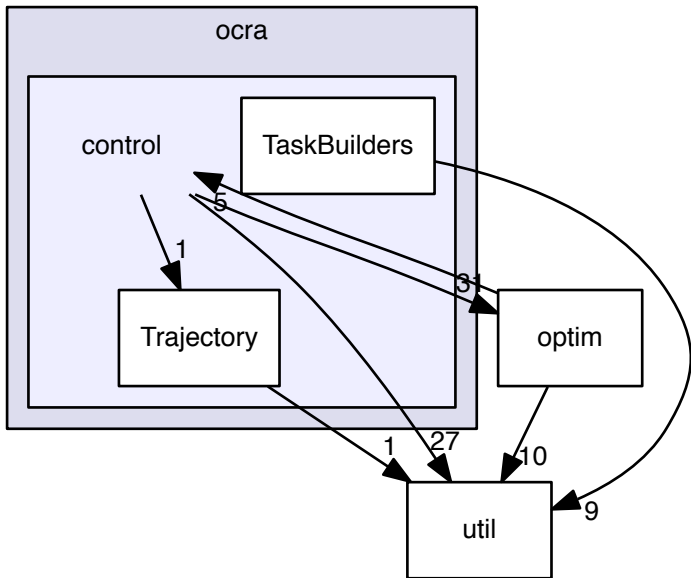 ocra
control
TaskBuilders
5
1
31
Trajectory
optim
1
27
10
9
util